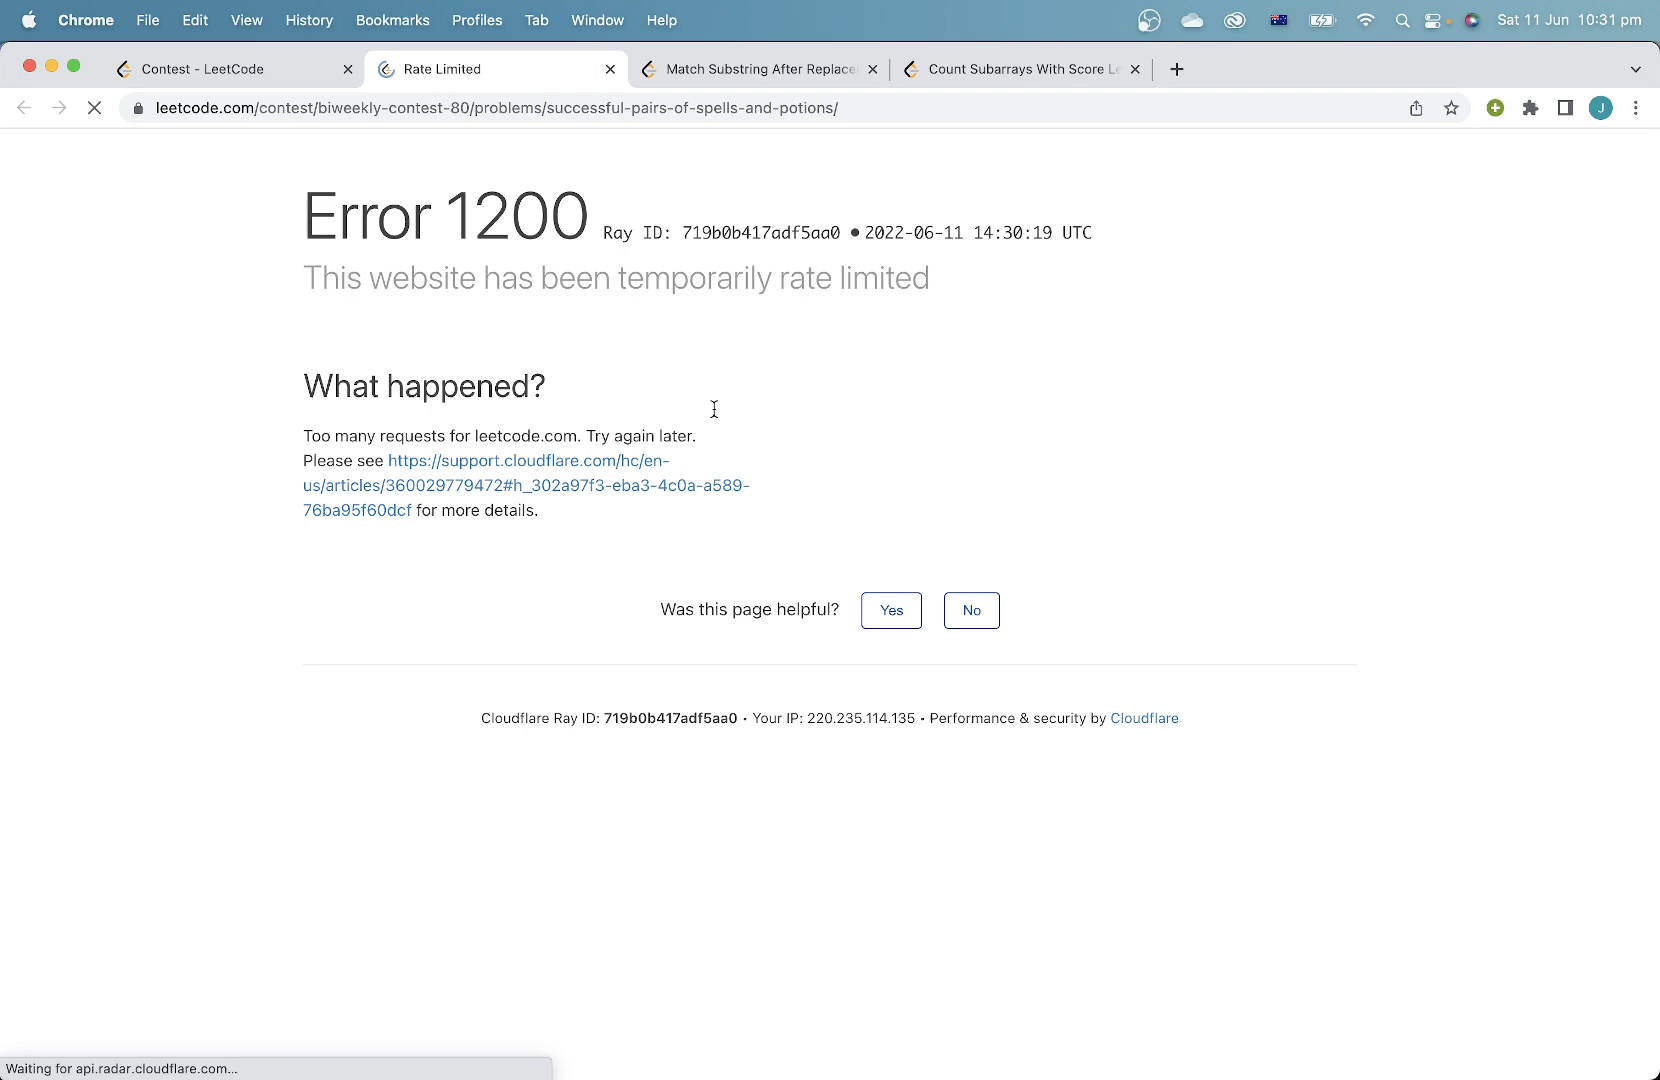 Chrome File Edit View History Bookmarks Profiles Tab Window Help Sat 11 Jun 10:31 pm
Contest - LeetCode Rate Limited Match Substring After Replace Count Subarrays With Score Le
leetcode.com/contest/biweekly-contest-80/problems/successful-pairs-of-spells-and-potions/ J
Error 1200 Ray ID: 719b0b417adf5aa0 • 2022-06-11 14:30:19 UTC
This website has been temporarily rate limited
What happened?
Too many requests for leetcode.com. Try again later.
Please see https://support.cloudflare.com/hc/en-
us/articles/360029779472#h_302a97f3-eba3-4c0a-a589-
76ba95f60dcf for more details.
Was this page helpful? Yes No
Cloudflare Ray ID: 719b0b417adf5aa0 • Your IP: 220.235.114.135 • Performance & security by Cloudflare
Waiting for api.radar.cloudflare.com...